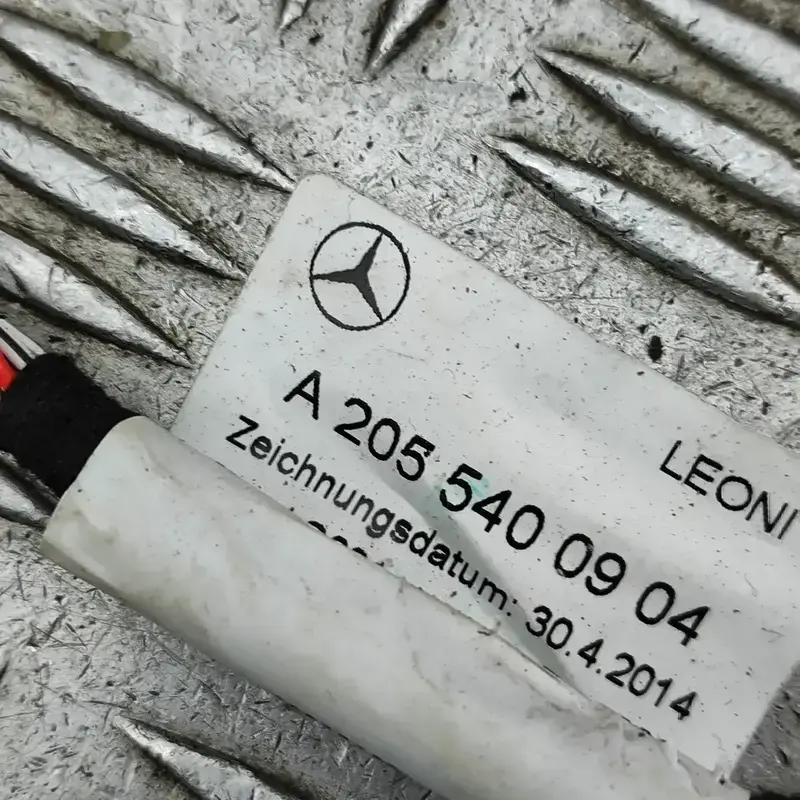 LEONI
A 205 540 09 04
Zeichnungsdatum: 30.4.2014